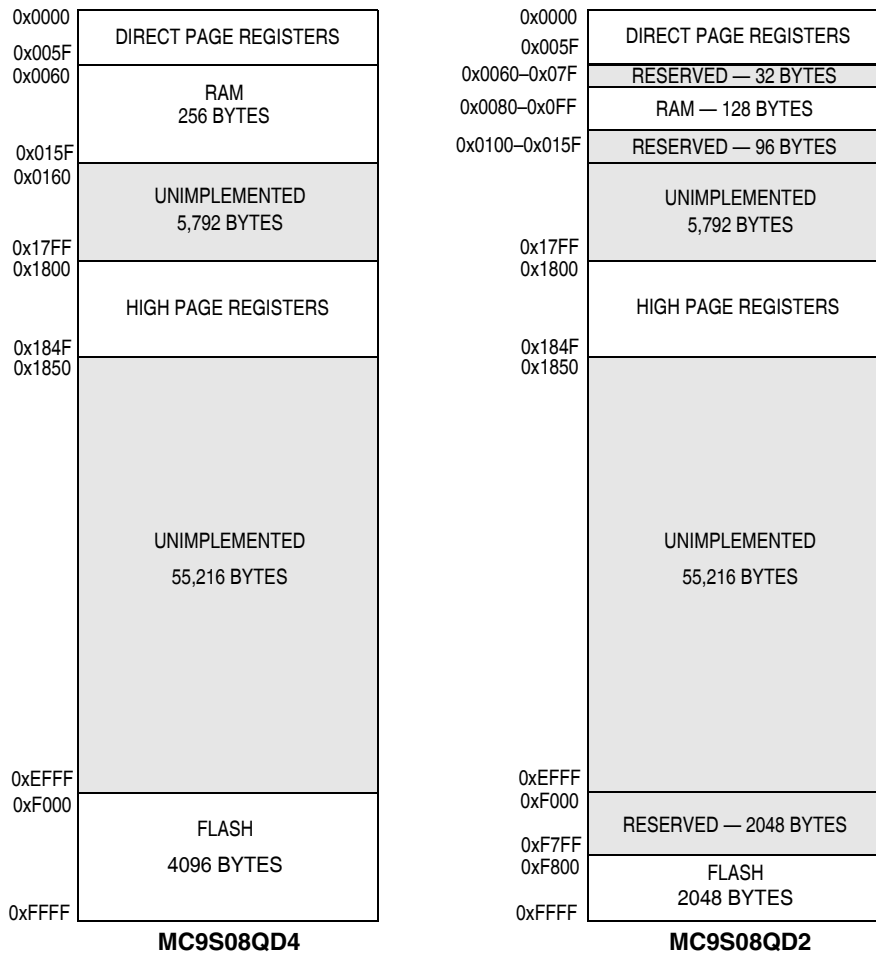 0x0000
DIRECT PAGE REGISTERS
0x005F
0x0060
RAM
256 BYTES
0x015F
0x0160
UNIMPLEMENTED
5,792 BYTES
0x17FF
0x1800
HIGH PAGE REGISTERS
0x184F
0x1850
UNIMPLEMENTED
55,216 BYTES
0xEFFF
0xF000
FLASH
4096 BYTES
0xFFFF
MC9S08QD4
0x0000
DIRECT PAGE REGISTERS
0x005F
0x0060–0x07F
RESERVED — 32 BYTES
0x0080–0x0FF
RAM — 128 BYTES
0x0100–0x015F
RESERVED — 96 BYTES
UNIMPLEMENTED
5,792 BYTES
0x17FF
0x1800
HIGH PAGE REGISTERS
0x184F
0x1850
UNIMPLEMENTED
55,216 BYTES
0xEFFF
0xF000
RESERVED — 2048 BYTES
0xF7FF
0xF800
FLASH
2048 BYTES
0xFFFF
MC9S08QD2